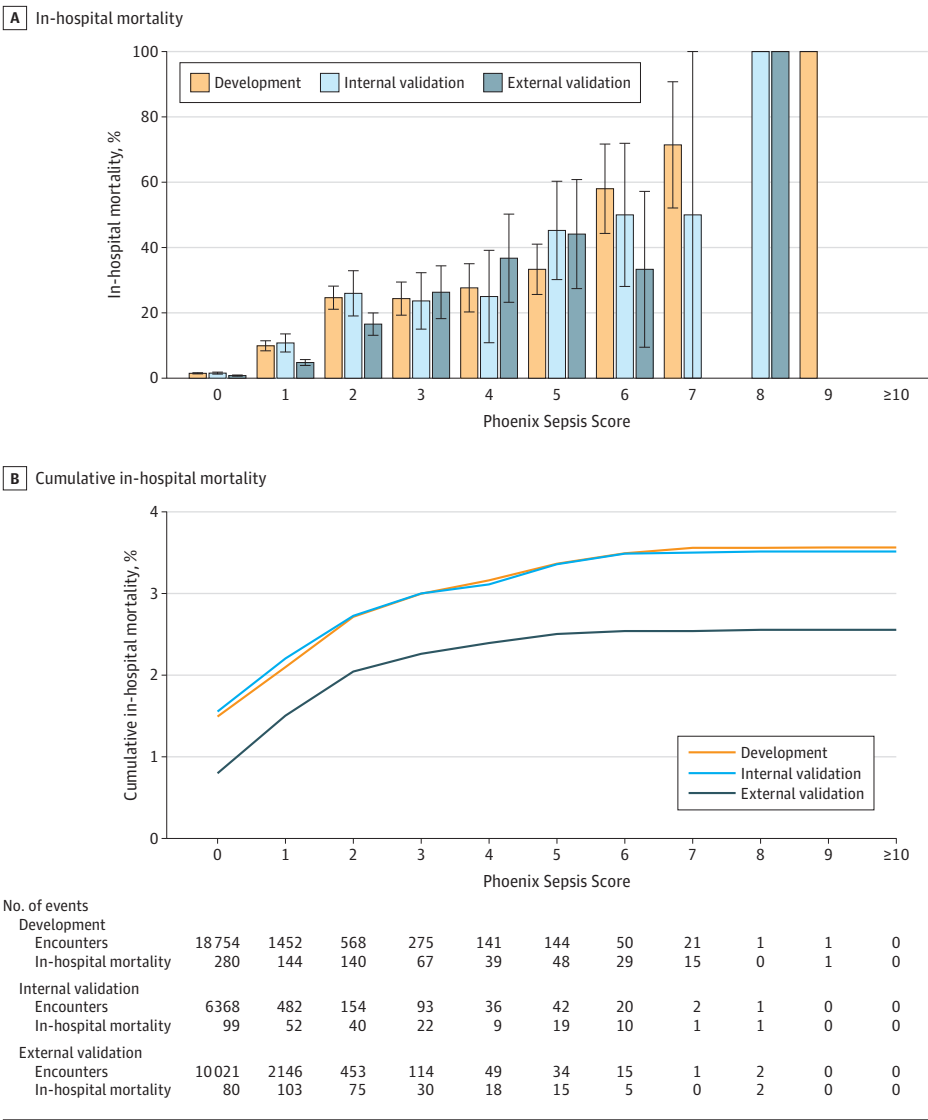 A In-hospital mortality
100
80
60
40
20
0
In-hospital mortality, %
Development Internal validation External validation
0 1 2 3 4 5 6 7 8 9 ≥10
Phoenix Sepsis Score
B Cumulative in-hospital mortality
4
3
2
1
0
Cumulative in-hospital mortality, %
Development
Internal validation
External validation
0 1 2 3 4 5 6 7 8 9 ≥10
Phoenix Sepsis Score
No. of events
Development
Encounters 18 754 1452 568 275 141 144 50 21 1 1 0
In-hospital mortality 280 144 140 67 39 48 29 15 0 1 0
Internal validation
Encounters 6368 482 154 93 36 42 20 2 1 0 0
In-hospital mortality 99 52 40 22 9 19 10 1 1 0 0
External validation
Encounters 10 021 2146 453 114 49 34 15 1 2 0 0
In-hospital mortality 80 103 75 30 18 15 5 0 2 0 0